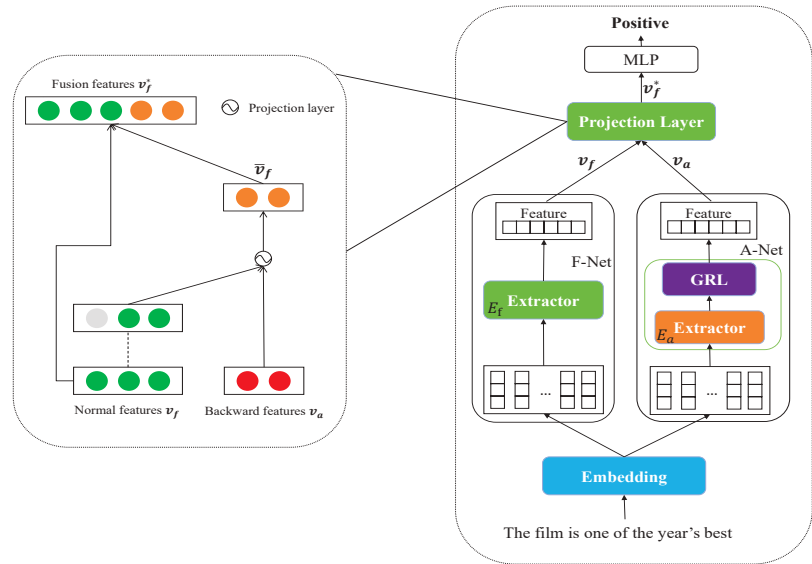 Fusion features v*f
Projection layer
v̅f
Normal features vf
Backward features va
Positive
MLP
v*f
Projection Layer
vf
va
Feature
Feature
F-Net
A-Net
GRL
Extractor
Ef
Extractor
Ea
...
...
Embedding
The film is one of the year's best